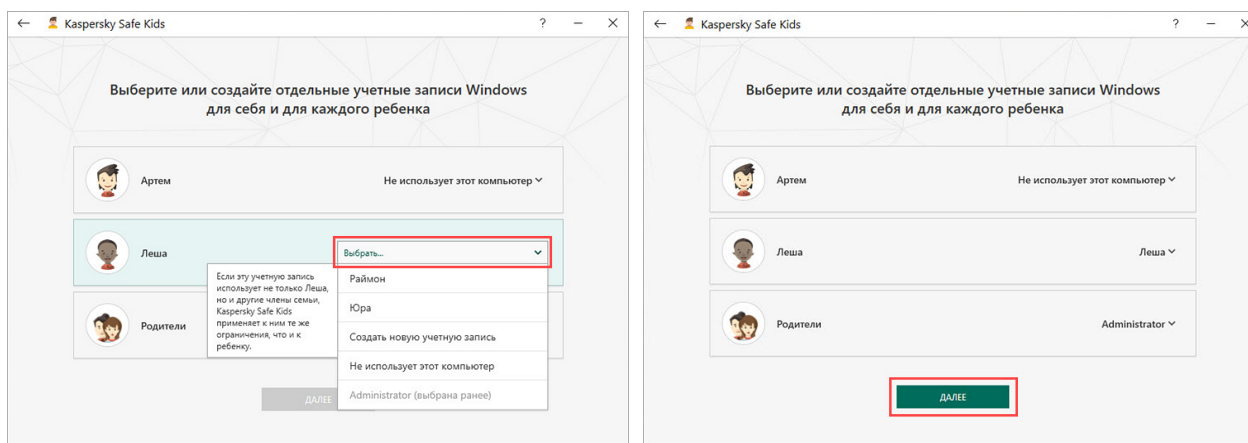 Kaspersky Safe Kids
?
Выберите или создайте отдельные учетные записи Windows
для себя и для каждого ребенка
Артем
Не использует этот компьютер
Леша
Выбрать...
Если эту учетную запись
использует не только Леша,
но и другие члены семьи,
Kaspersky Safe Kids
применяет к ним те же
ограничения, что и к
ребенку.
Раймон
Юра
Создать новую учетную запись
Не использует этот компьютер
Administrator (выбрана ранее)
Родители
ДАЛЕЕ
Kaspersky Safe Kids
?
Выберите или создайте отдельные учетные записи Windows
для себя и для каждого ребенка
Артем
Не использует этот компьютер
Леша
Леша
Родители
Administrator
ДАЛЕЕ